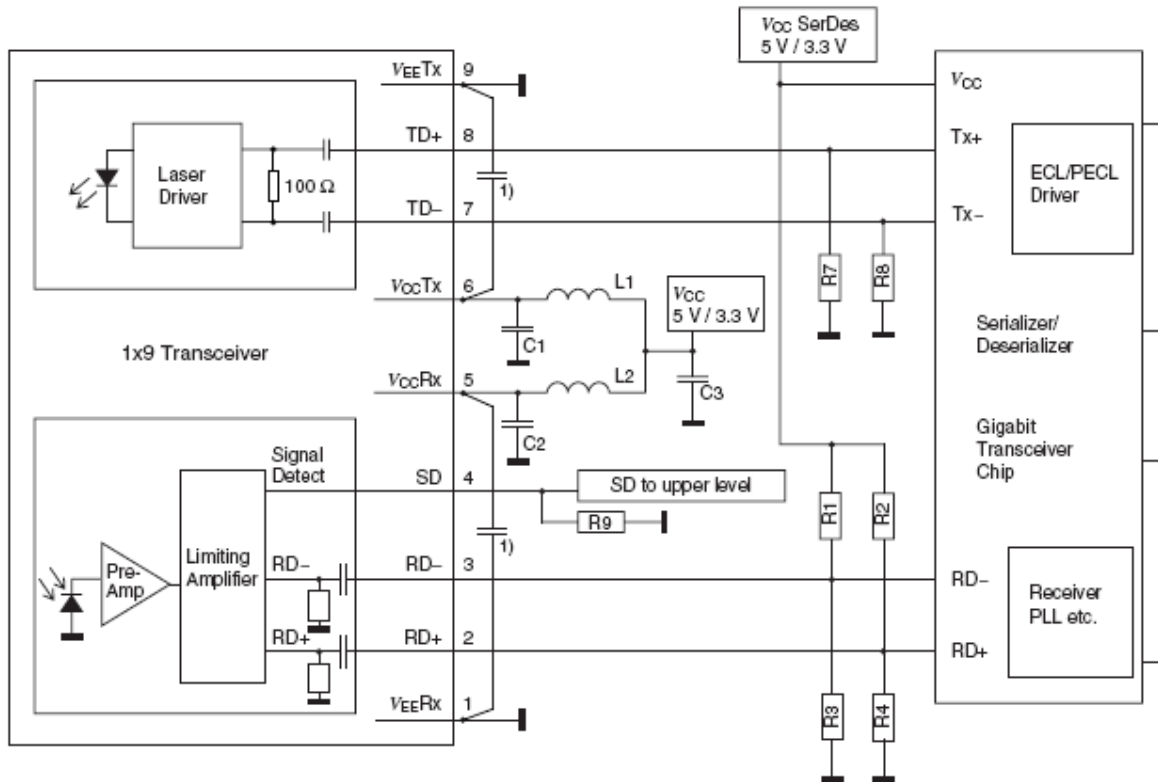 VCC SerDes
5 V / 3.3 V
VEETx
9
VCC
TD+
8
Tx+
Laser
Driver
100 Ω
1)
ECL/PECL
Driver
TD−
7
Tx−
R7
R8
VCCTx
6
L1
VCC
5 V / 3.3 V
C1
Serializer/
Deserializer
1x9 Transceiver
VCCRx
5
L2
C3
C2
Gigabit
Transceiver
Chip
Signal
Detect
SD
4
SD to upper level
R9
R1
R2
1)
Pre-
Amp
Limiting
Amplifier
RD−
RD−
3
RD−
Receiver
PLL etc.
RD+
RD+
2
RD+
VEERx
1
R3
R4